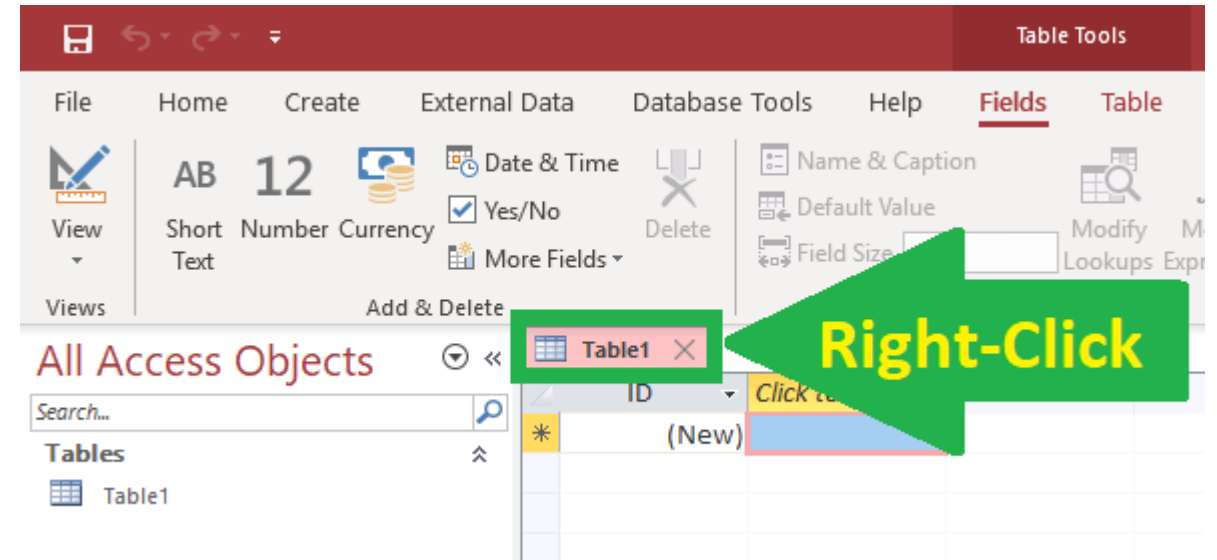 Table Tools
File Home Create External Data Database Tools Help Fields Table
View
AB Short Text
12 Number
Currency
Date & Time
Yes/No
More Fields
Delete
Name & Caption
Default Value
Field Size
Modify Lookups
Views
Add & Delete
All Access Objects
Search...
Tables
Table1
Table1
Right-Click
ID Click
(New)